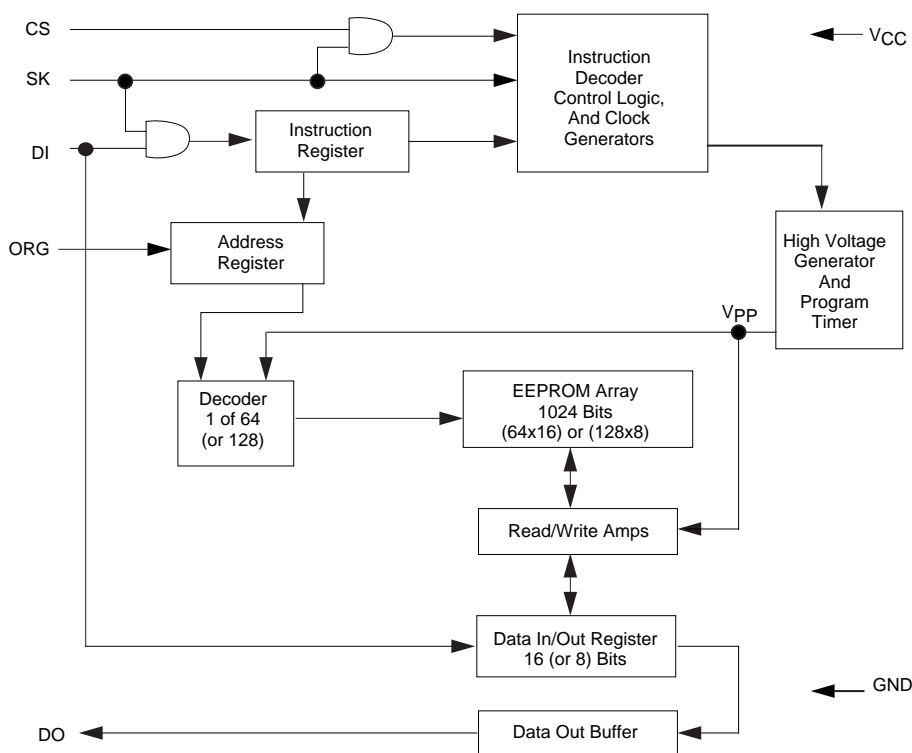 CS
SK
DI
ORG
Instruction
Decoder
Control Logic,
And Clock
Generators
VCC
Instruction
Register
Address
Register
High Voltage
Generator
And
Program
Timer
VPP
Decoder
1 of 64
(or 128)
EEPROM Array
1024 Bits
(64x16) or (128x8)
Read/Write Amps
Data In/Out Register
16 (or 8) Bits
GND
DO
Data Out Buffer